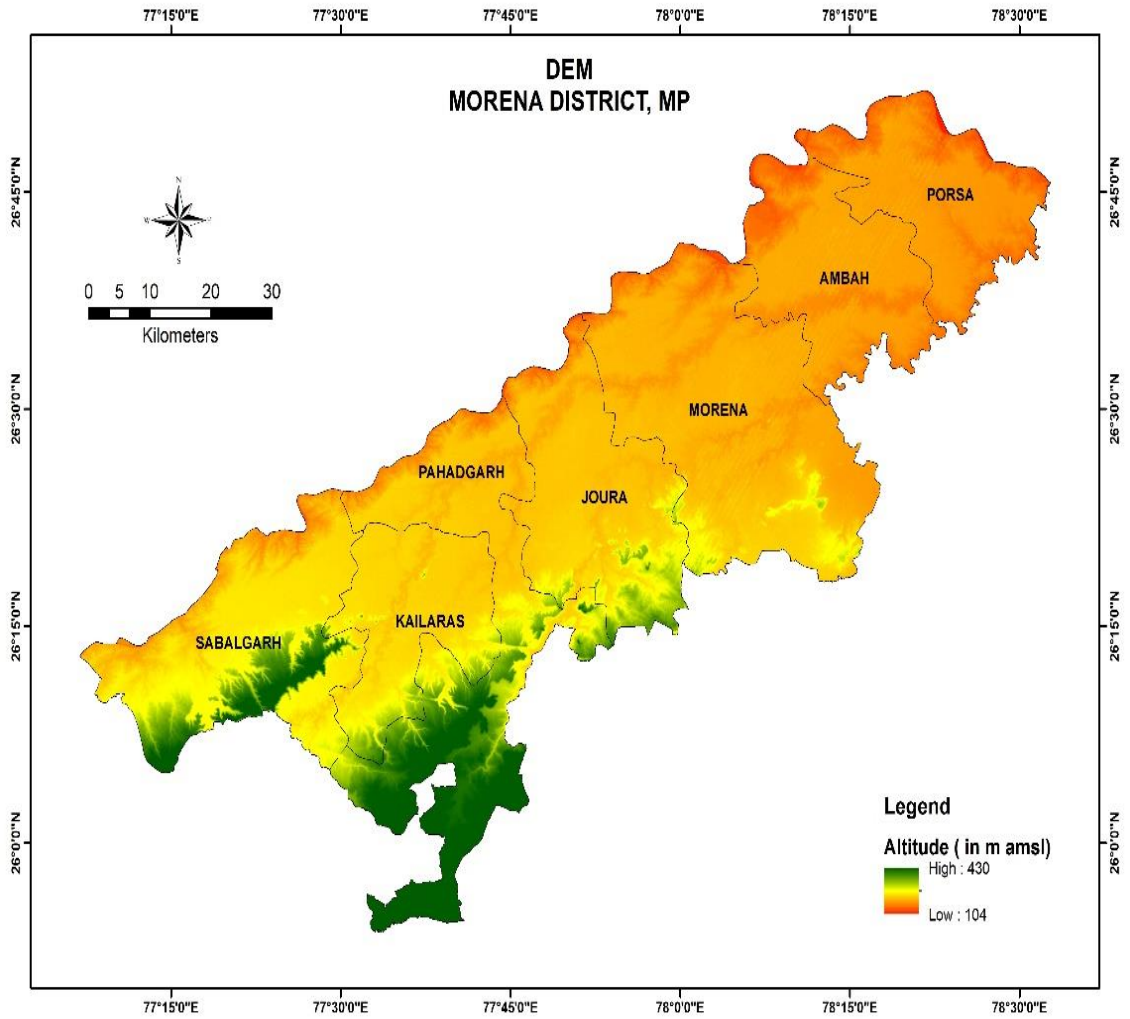 77°15'0"E 77°30'0"E 77°45'0"E 78°0'0"E 78°15'0"E 78°30'0"E
DEM
MORENA DISTRICT, MP
26°45'0"N 26°45'0"N
N
W
S
PORSA
AMBAH
0 5 10 20 30
Kilometers
26°30'0"N 26°30'0"N
MORENA
PAHADGARH
JOURA
26°15'0"N 26°15'0"N
KAILARAS
SABALGARH
Legend
Altitude ( in m amsl)
High : 430
Low : 104
26°0'0"N 26°0'0"N
77°15'0"E 77°30'0"E 77°45'0"E 78°0'0"E 78°15'0"E 78°30'0"E